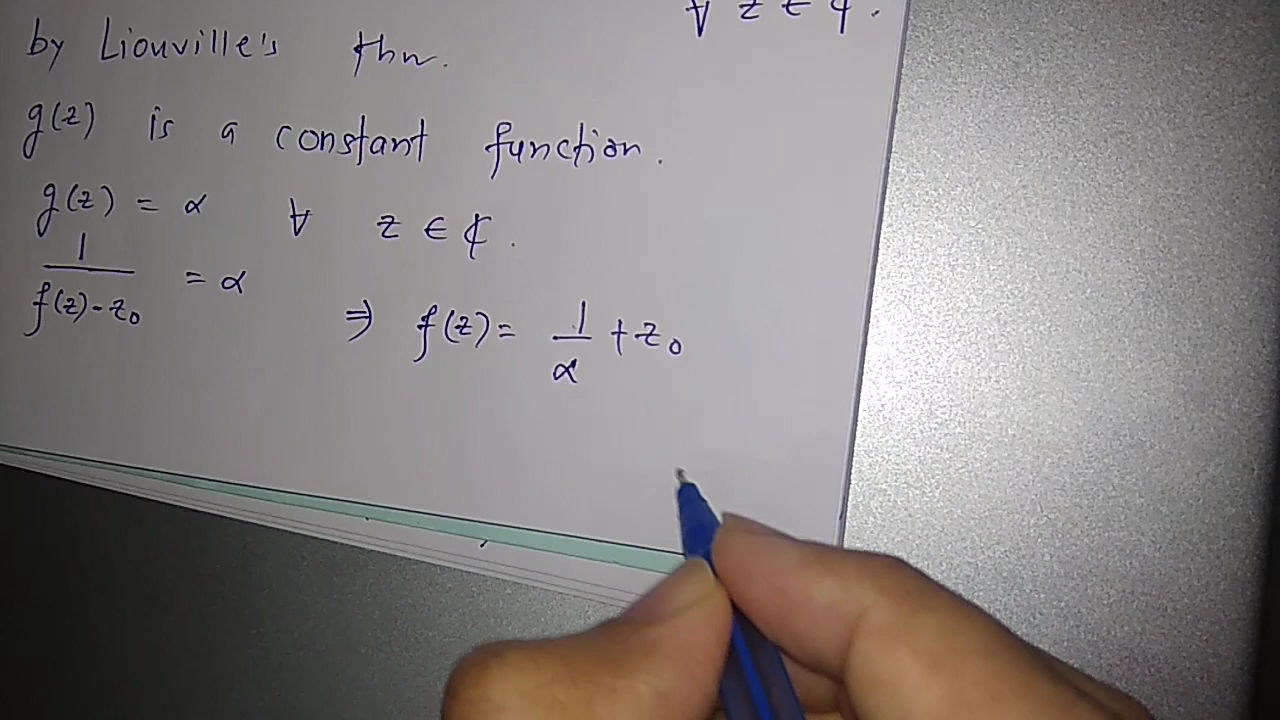 ∀ z ∈ ¢.
by Liouville's thm.
g(z) is a constant function.
g(z) = α ∀ z ∈ ¢.
1/(f(z)-z₀) = α ⇒ f(z) = 1/α + z₀